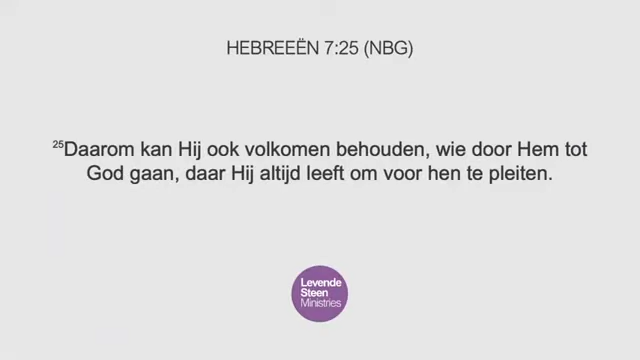 HEBREEËN 7:25 (NBG)
25Daarom kan Hij ook volkomen behouden, wie door Hem tot
God gaan, daar Hij altijd leeft om voor hen te pleiten.
Levende
Steen
Ministries